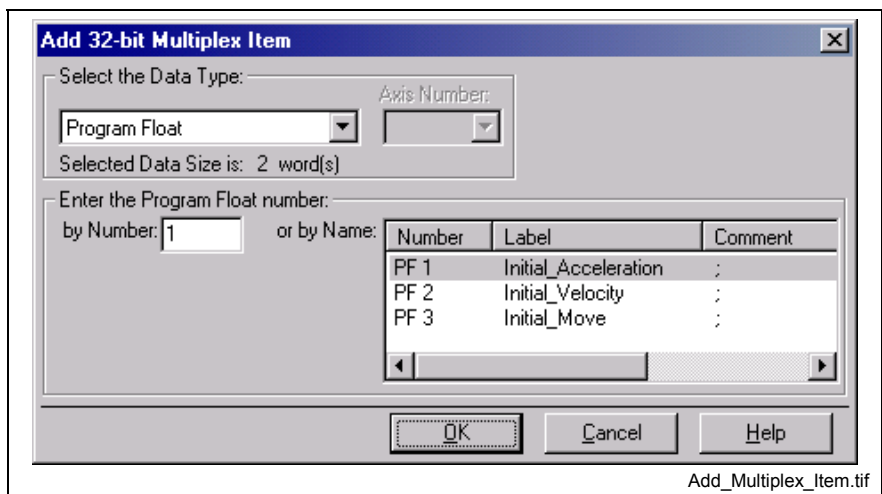 Add 32-bit Multiplex Item
Select the Data Type:
Axis Number:
Program Float
Selected Data Size is: 2 word(s)
Enter the Program Float number:
by Number: 1 or by Name:
Number Label Comment
PF 1 Initial_Acceleration ;
PF 2 Initial_Velocity ;
PF 3 Initial_Move ;
OK Cancel Help
Add_Multiplex_Item.tif